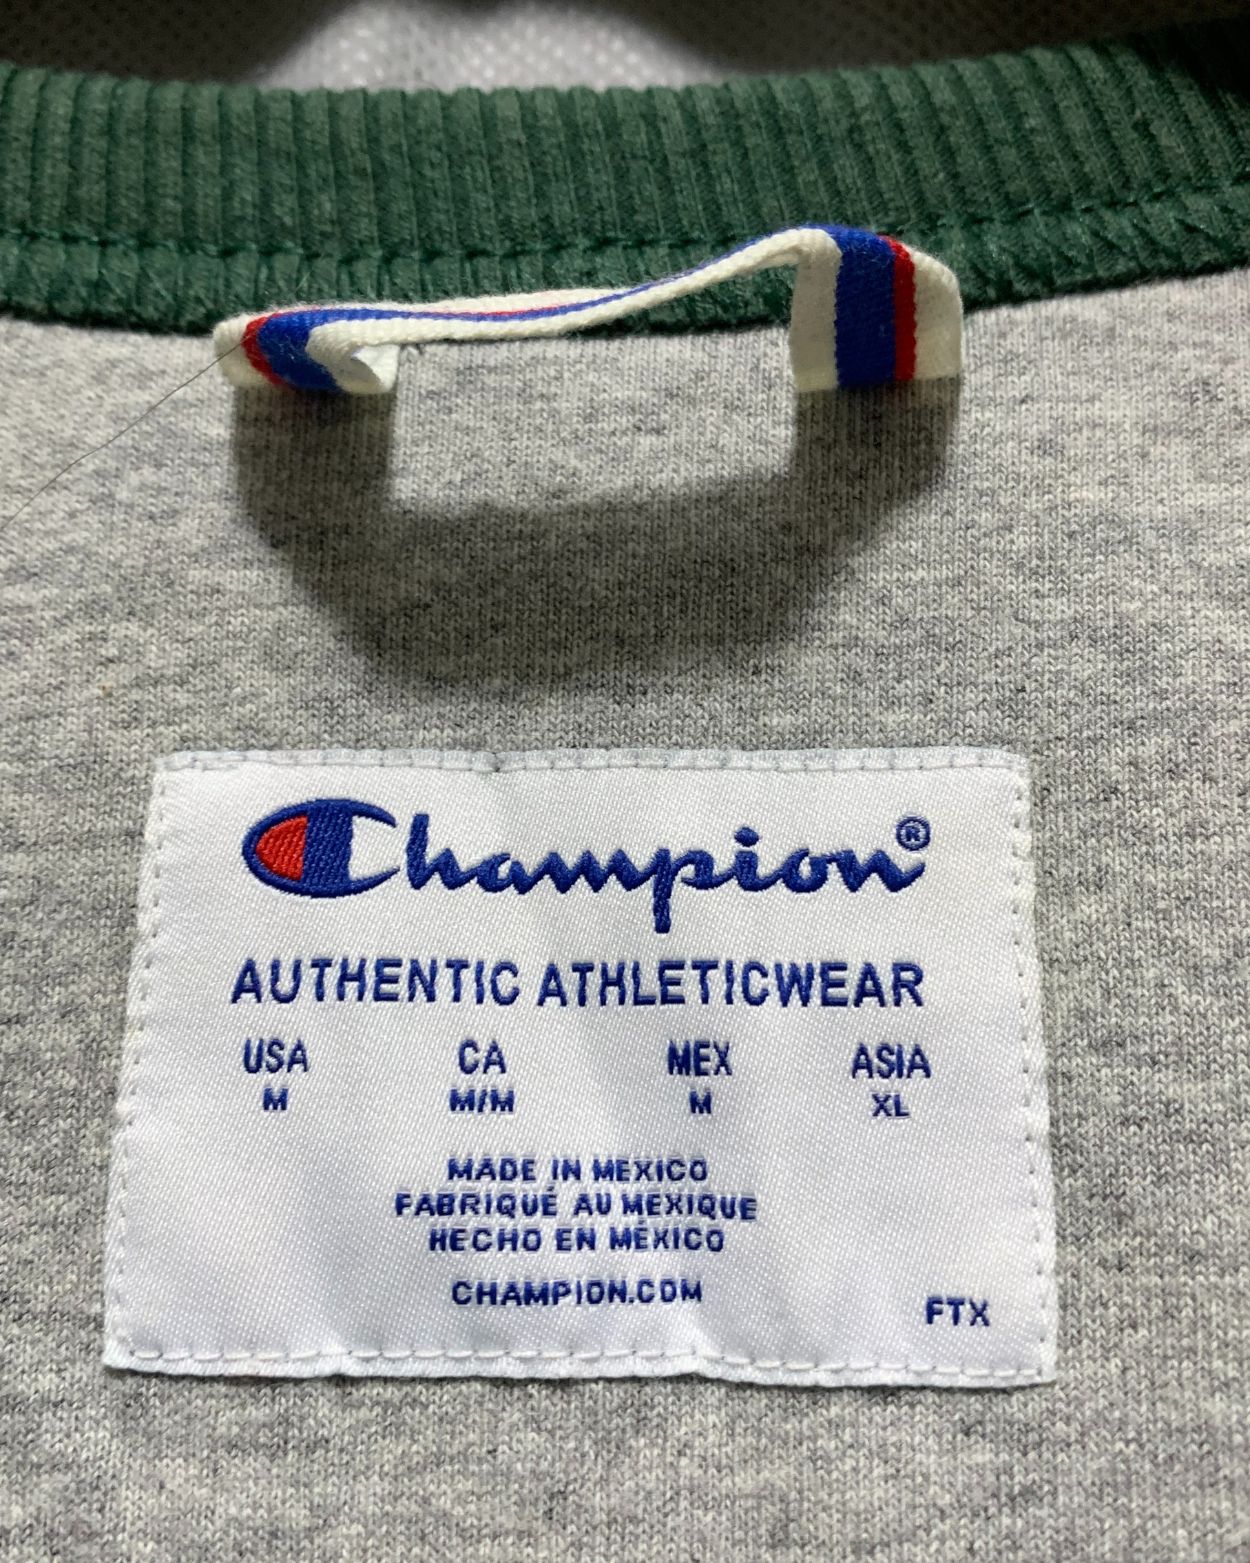 Champion®
AUTHENTIC ATHLETICWEAR
USA CA MEX ASIA
M M/M M XL
MADE IN MEXICO
FABRIQUÉ AU MEXIQUE
HECHO EN MÉXICO
CHAMPION.COM
FTX